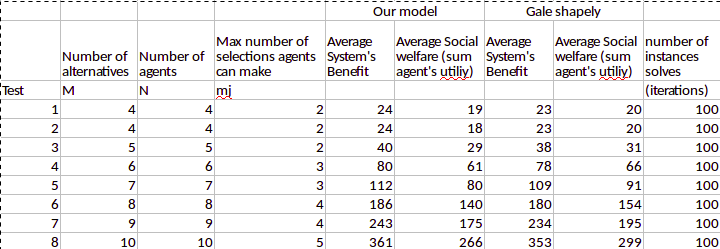 Our model Gale shapely
Max number of Average Average Social Average Average Social number of
Number of Number of selections agents System's welfare (sum System's welfare (sum instances
alternatives agents can make Benefit agent's utiliy) Benefit agent's utiliy) solves
Test M N mj (iterations)
1 4 4 2 24 19 23 20 100
2 4 4 2 24 18 23 20 100
3 5 5 2 40 29 38 31 100
4 6 6 3 80 61 78 66 100
5 7 7 3 112 80 109 91 100
6 8 8 4 186 140 180 154 100
7 9 9 4 243 175 234 195 100
8 10 10 5 361 266 353 299 100